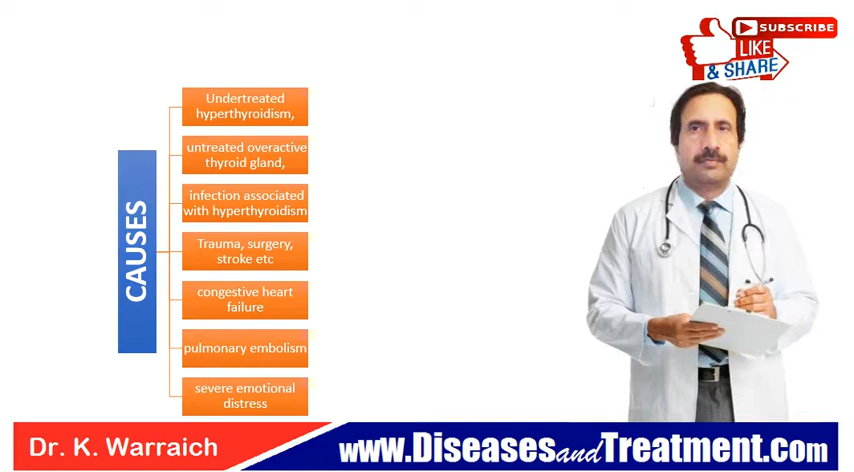 SUBSCRIBE
LIKE
& SHARE
CAUSES
Undertreated
hyperthyroidism,
untreated overactive
thyroid gland,
infection associated
with hyperthyroidism
Trauma, surgery,
stroke etc
congestive heart
failure
pulmonary embolism
severe emotional
distress
Dr. K. Warraich
www.DiseasesandTreatment.com